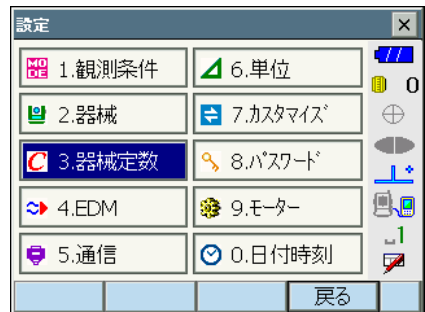 設定
MODE 1.観測条件
6.単位
2.器械
7.ｶｽﾀﾏｲｽﾞ
C 3.器械定数
8.ﾊﾟｽﾜｰﾄﾞ
4.EDM
9.ﾓｰﾀｰ
5.通信
0.日付時刻
0
1
戻る